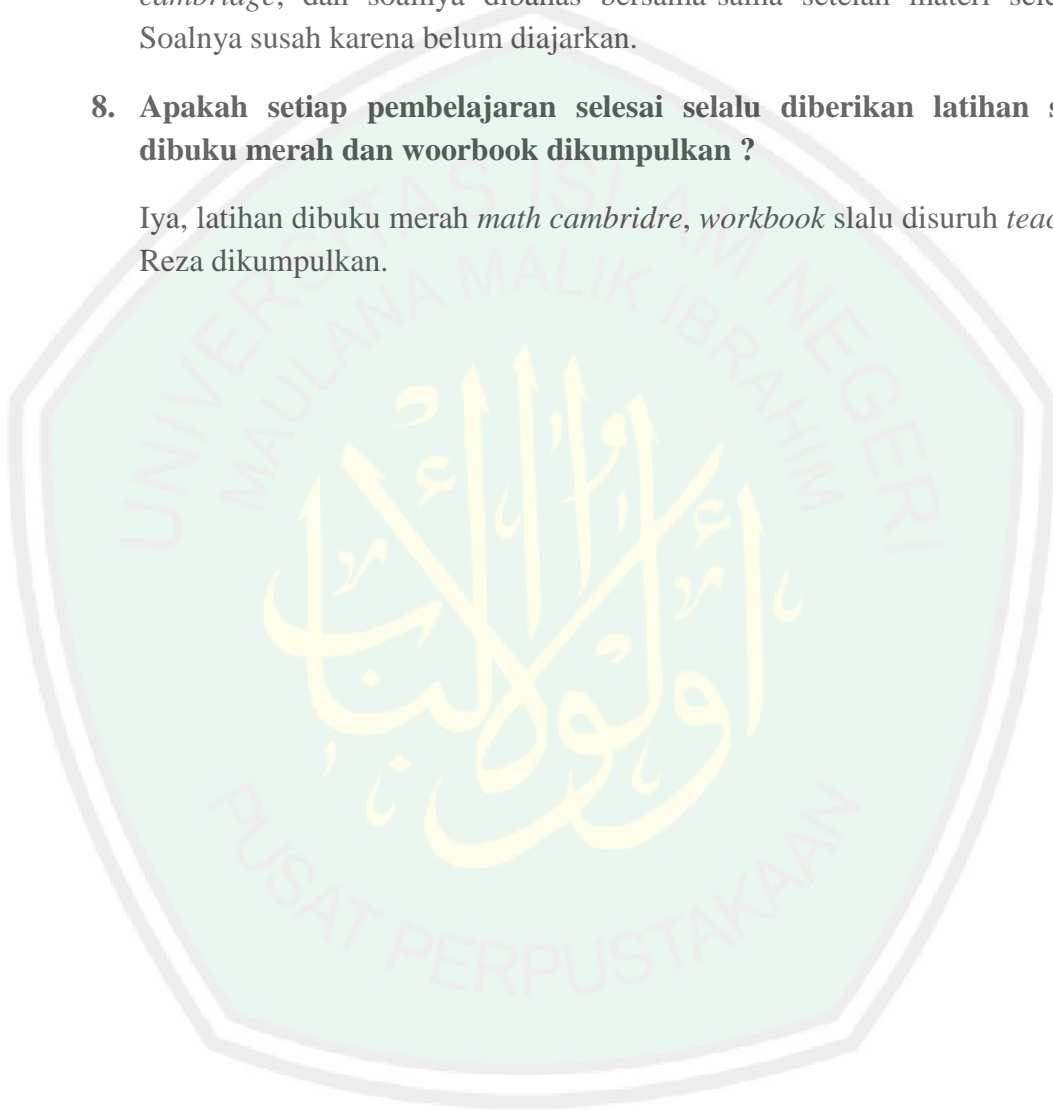 cambridge, dan soalnya dibahas bersama-sama setelah materi
Soalnya susah karena belum diajarkan.
8. Apakah setiap pembelajaran selesai selalu diberikan latihan
dibuku merah dan woorbook dikumpulkan ?
Iya, latihan dibuku merah math cambridre, workbook slalu disuruh
Reza dikumpulkan.
UNIVERSITAS ISLAM NEGERI
MAULANA MALIK IBRAHIM
أولوا الألباب
PUSAT PERPUSTAKAAN